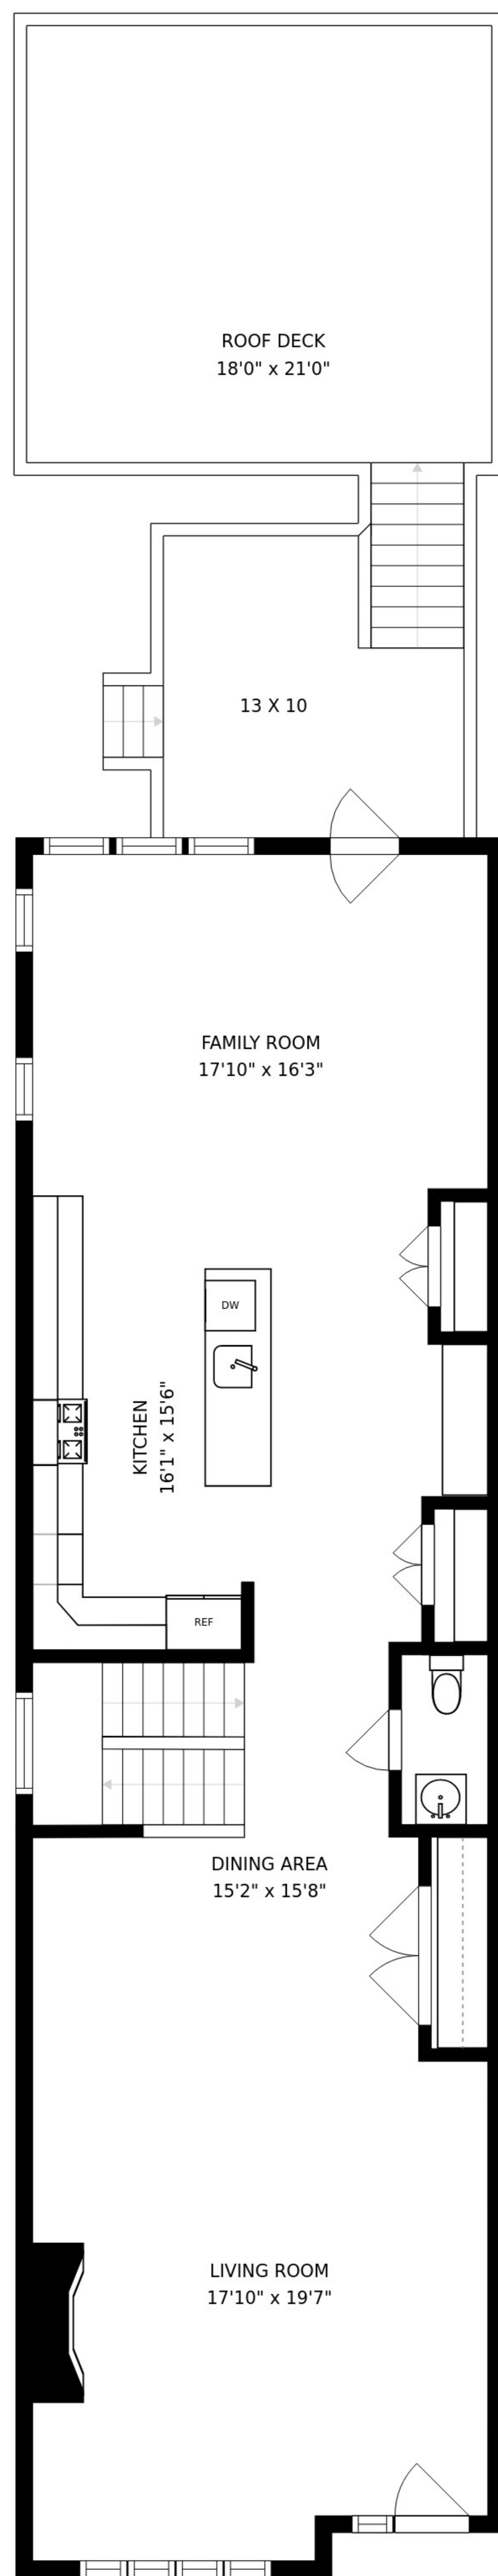 ROOF DECK
18'0" x 21'0"
13 X 10
FAMILY ROOM
17'10" x 16'3"
DW
KITCHEN
16'1" x 15'6"
REF
DINING AREA
15'2" x 15'8"
LIVING ROOM
17'10" x 19'7"